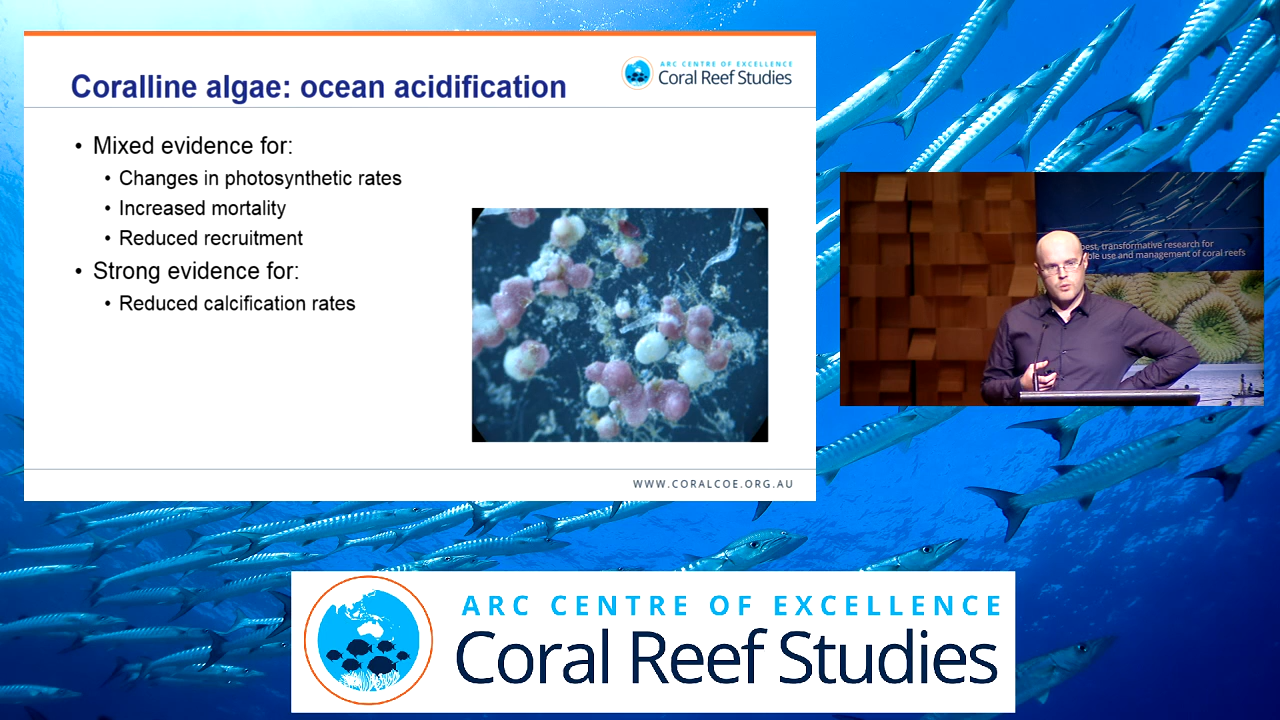 Coralline algae: ocean acidification
ARC CENTRE OF EXCELLENCE
Coral Reef Studies
• Mixed evidence for:
• Changes in photosynthetic rates
• Increased mortality
• Reduced recruitment
• Strong evidence for:
• Reduced calcification rates
WWW.CORALCOE.ORG.AU
best, transformative research for
use and management of coral reefs
ARC CENTRE OF EXCELLENCE
Coral Reef Studies